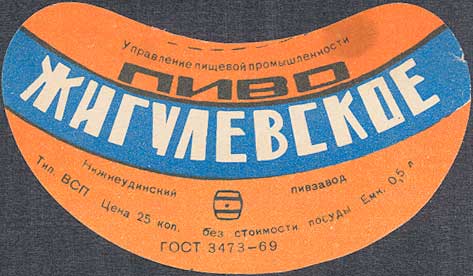 Управление пищевой промышленности
ПИВО
ЖИГУЛЕВСКОЕ
Нижнеудинский пивзавод
Тип. ВСП Цена 25 коп. без стоимости посуды Емк. 0,5 л
ГОСТ 3473-69